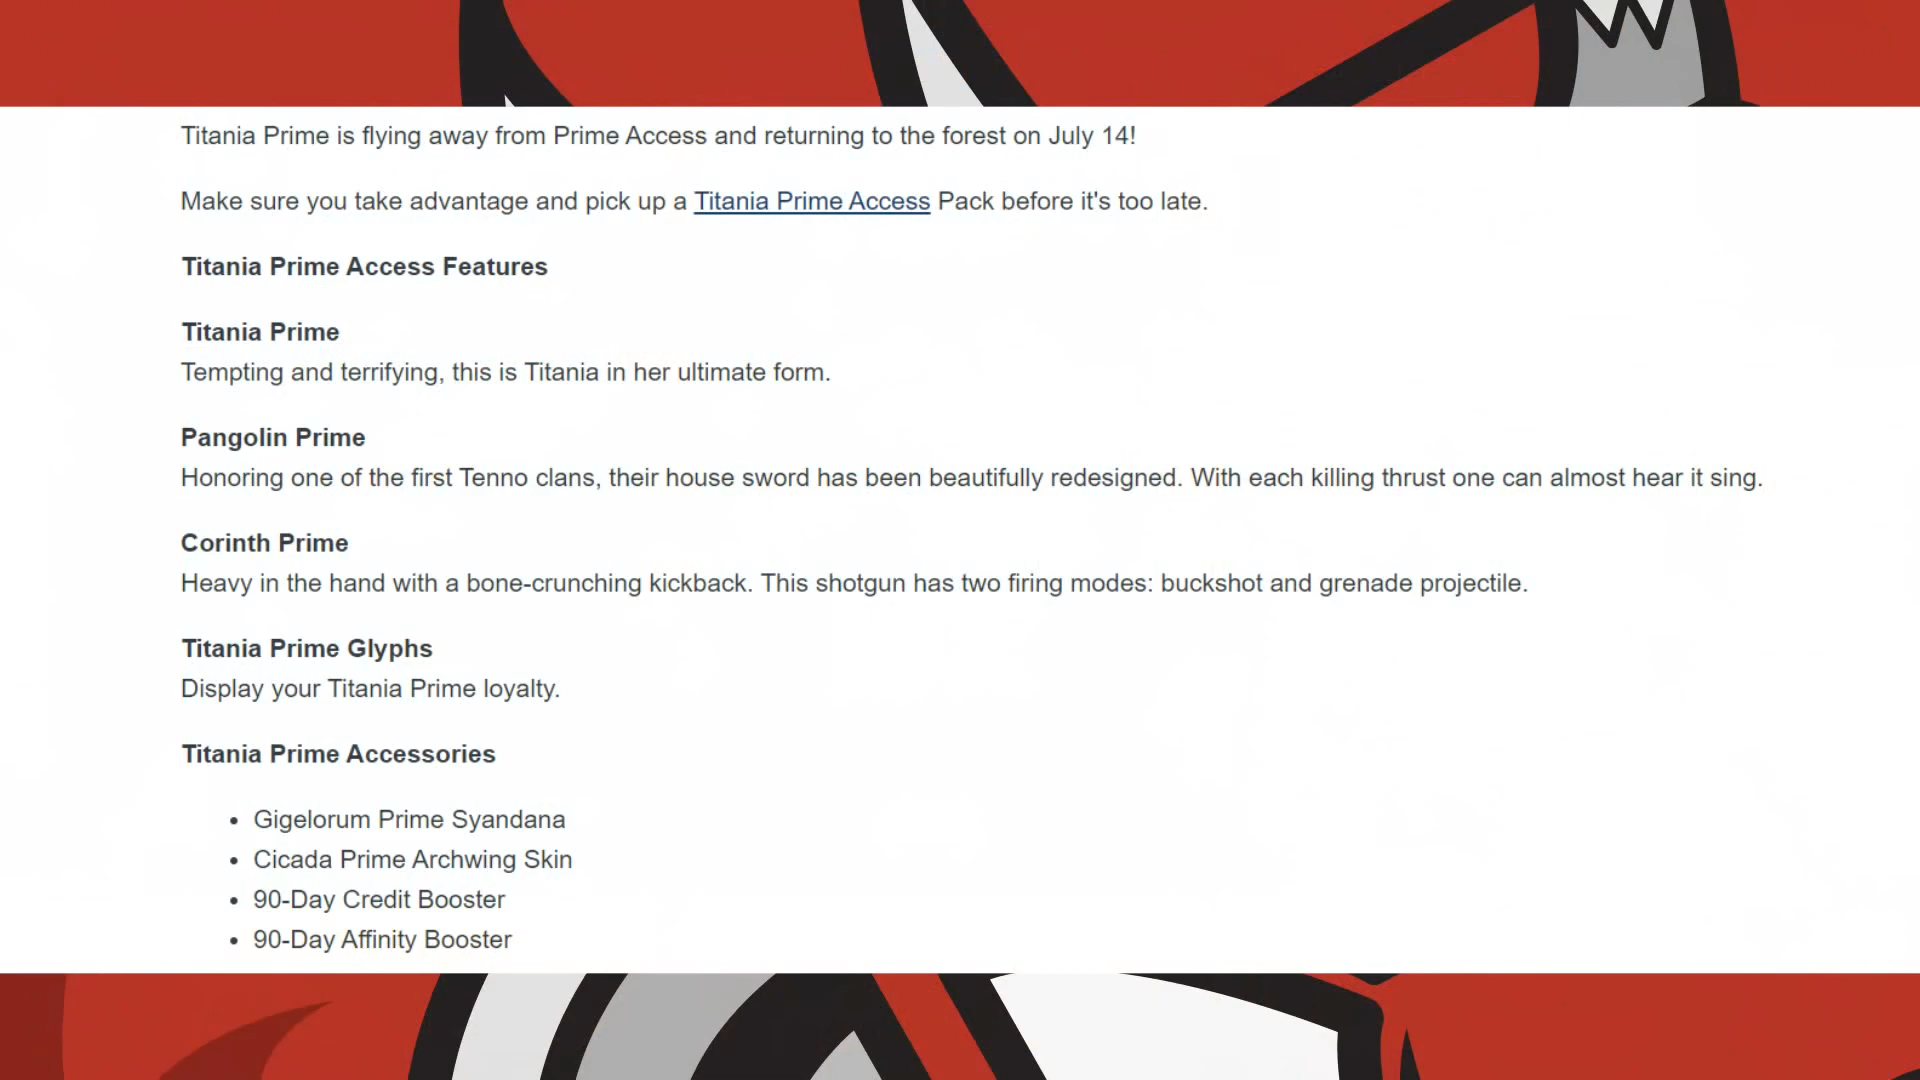 Titania Prime is flying away from Prime Access and returning to the forest on July 14!
Make sure you take advantage and pick up a Titania Prime Access Pack before it's too late.
Titania Prime Access Features
Titania Prime
Tempting and terrifying, this is Titania in her ultimate form.
Pangolin Prime
Honoring one of the first Tenno clans, their house sword has been beautifully redesigned. With each killing thrust one can almost hear it sing.
Corinth Prime
Heavy in the hand with a bone-crunching kickback. This shotgun has two firing modes: buckshot and grenade projectile.
Titania Prime Glyphs
Display your Titania Prime loyalty.
Titania Prime Accessories
• Gigelorum Prime Syandana
• Cicada Prime Archwing Skin
• 90-Day Credit Booster
• 90-Day Affinity Booster